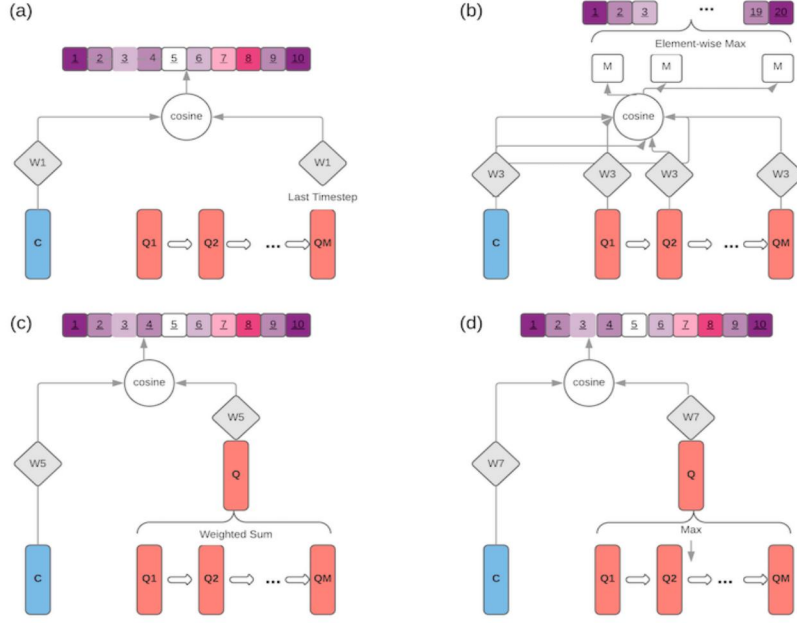 (a)
1 2 3 4 5 6 7 8 9 10
cosine
W1 W1
Last Timestep
C Q1 Q2 ... QM
(b)
1 2 3 ... 19 20
Element-wise Max
M M M
cosine
W3 W3 W3 W3
C Q1 Q2 ... QM
(c)
1 2 3 4 5 6 7 8 9 10
cosine
W5
W5
Q
Weighted Sum
C Q1 Q2 ... QM
(d)
1 2 3 4 5 6 7 8 9 10
cosine
W7
W7
Q
Max
C Q1 Q2 ... QM